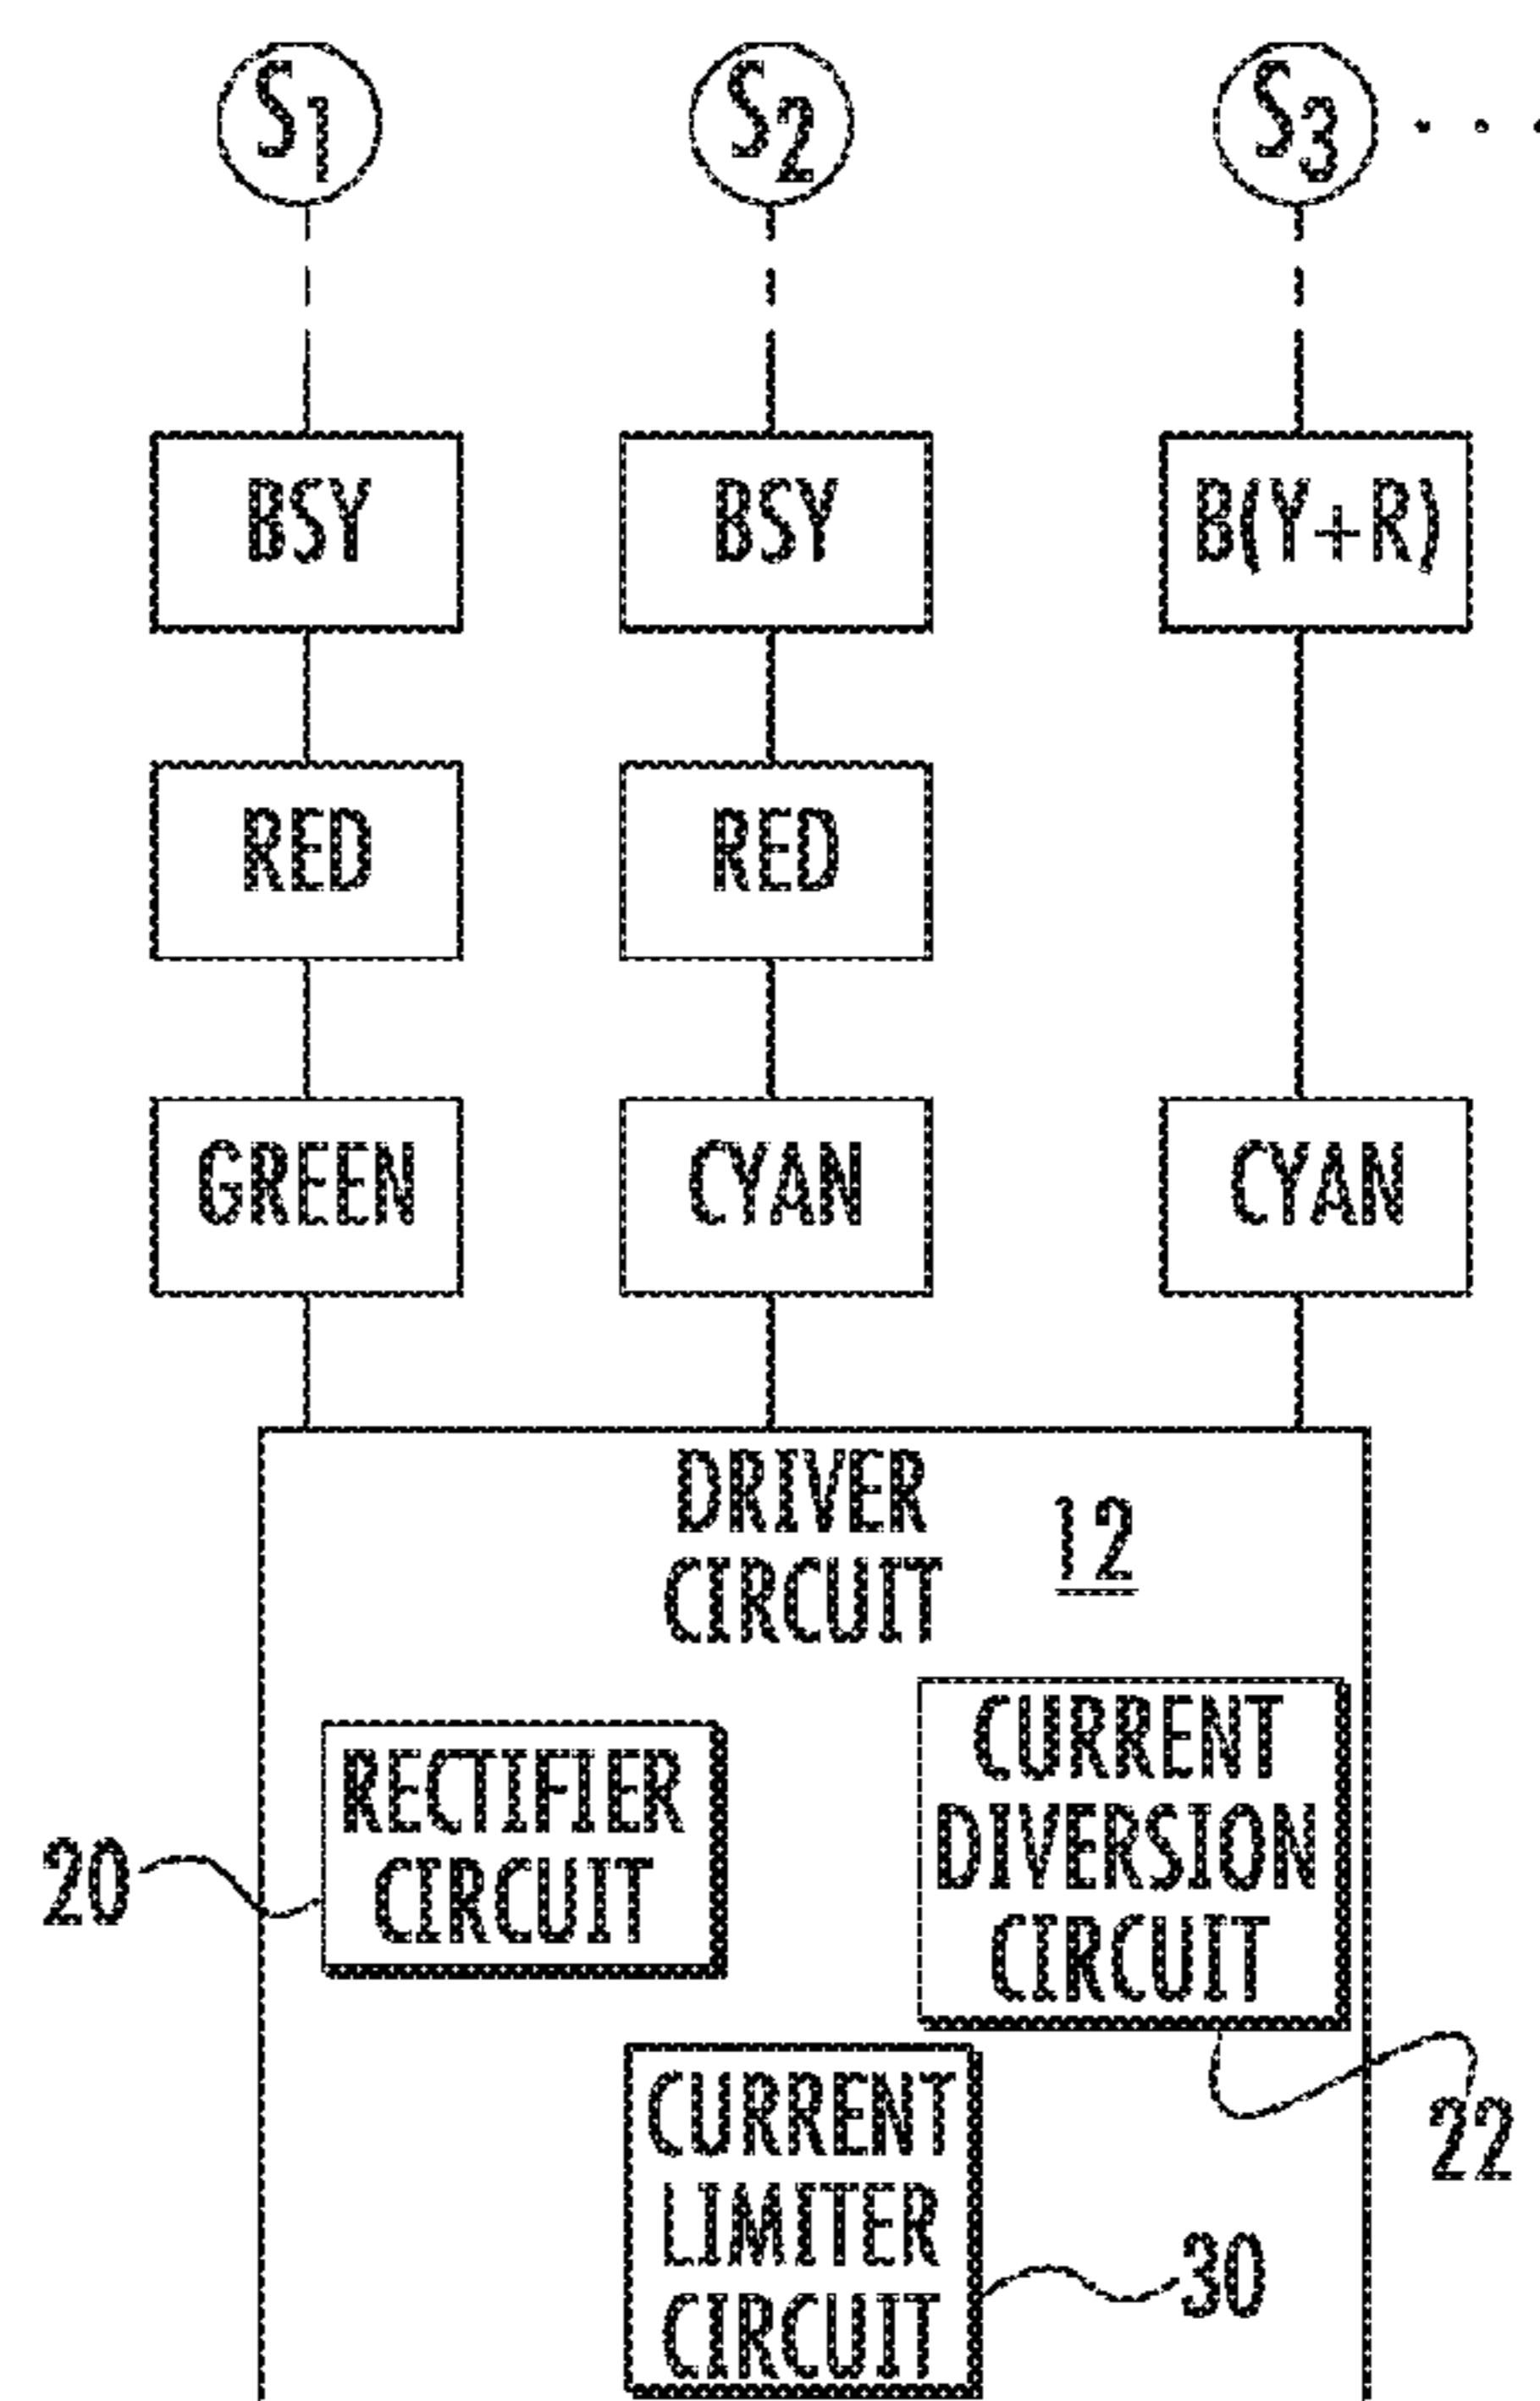 S1 S2 S3 . . .
BSY BSY B(Y+R)
RED RED
GREEN CYAN CYAN
DRIVER
CIRCUIT
12
RECTIFIER
CIRCUIT
20
CURRENT
DIVERSION
CIRCUIT
22
CURRENT
LIMITER
CIRCUIT
30